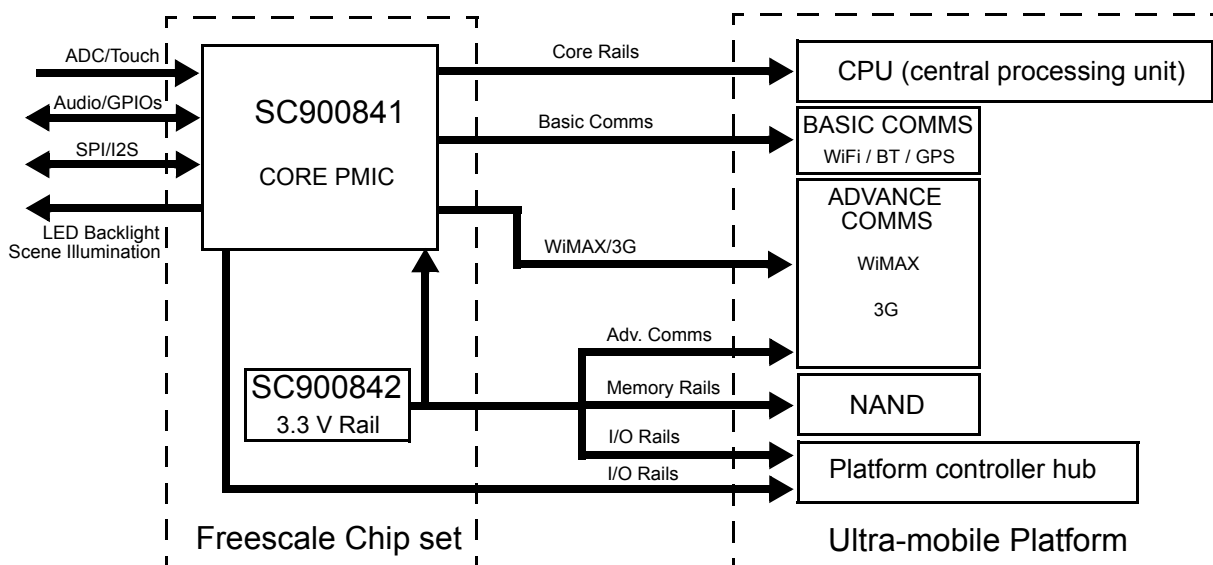 ADC/Touch
Audio/GPIOs
SPI/I2S
LED Backlight
Scene Illumination
SC900841
CORE PMIC
SC900842
3.3 V Rail
Freescale Chip set
Core Rails
Basic Comms
WiMAX/3G
Adv. Comms
Memory Rails
I/O Rails
I/O Rails
CPU (central processing unit)
BASIC COMMS
WiFi / BT / GPS
ADVANCE
COMMS
WiMAX
3G
NAND
Platform controller hub
Ultra-mobile Platform